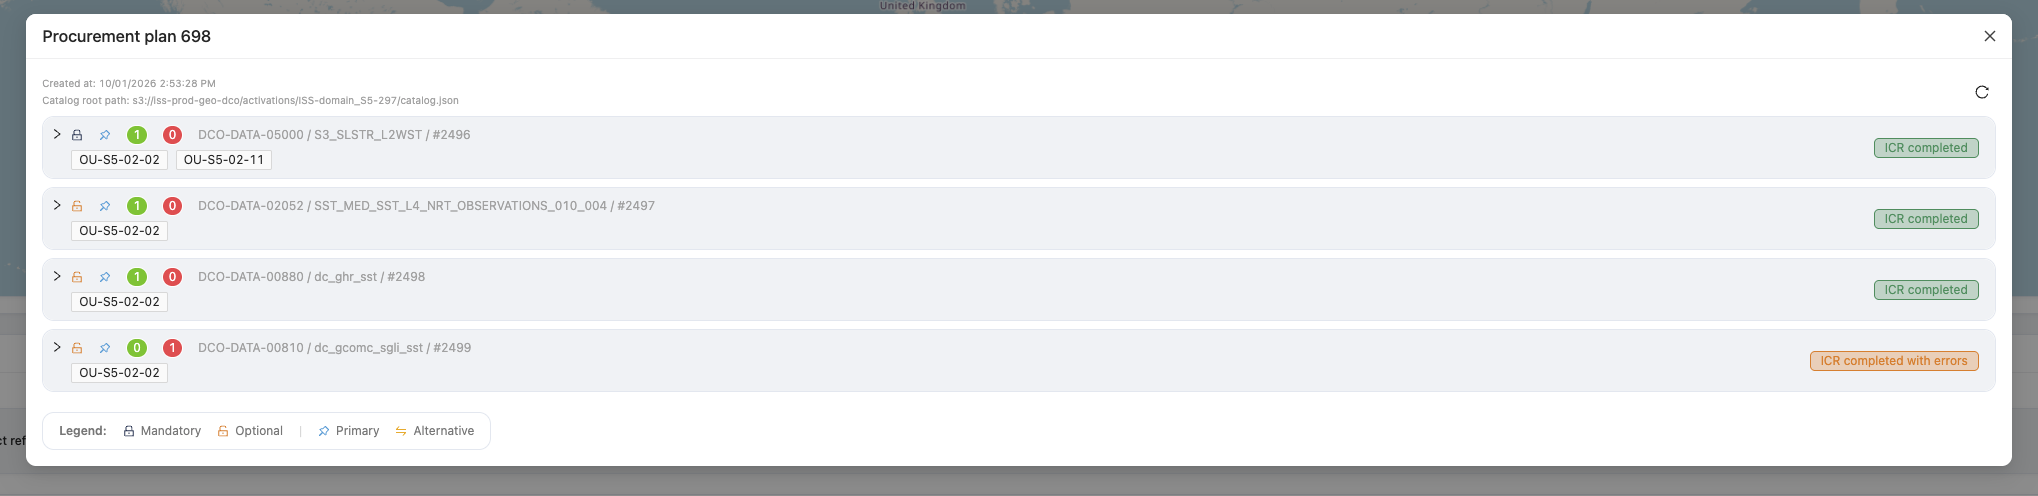 United Kingdom
Procurement plan 698
Created at: 10/01/2026 2:53:28 PM
Catalog root path: s3://iss-prod-geo-dco/activations/ISS-domain_S5-297/catalog.json
1 0 DCO-DATA-05000 / S3_SLSTR_L2WST / #2496
OU-S5-02-02 OU-S5-02-11
ICR completed
1 0 DCO-DATA-02052 / SST_MED_SST_L4_NRT_OBSERVATIONS_010_004 / #2497
OU-S5-02-02
ICR completed
1 0 DCO-DATA-00880 / dc_ghr_sst / #2498
OU-S5-02-02
ICR completed
0 1 DCO-DATA-00810 / dc_gcomc_sgli_sst / #2499
OU-S5-02-02
ICR completed with errors
Legend: Mandatory Optional | Primary Alternative
ct ref